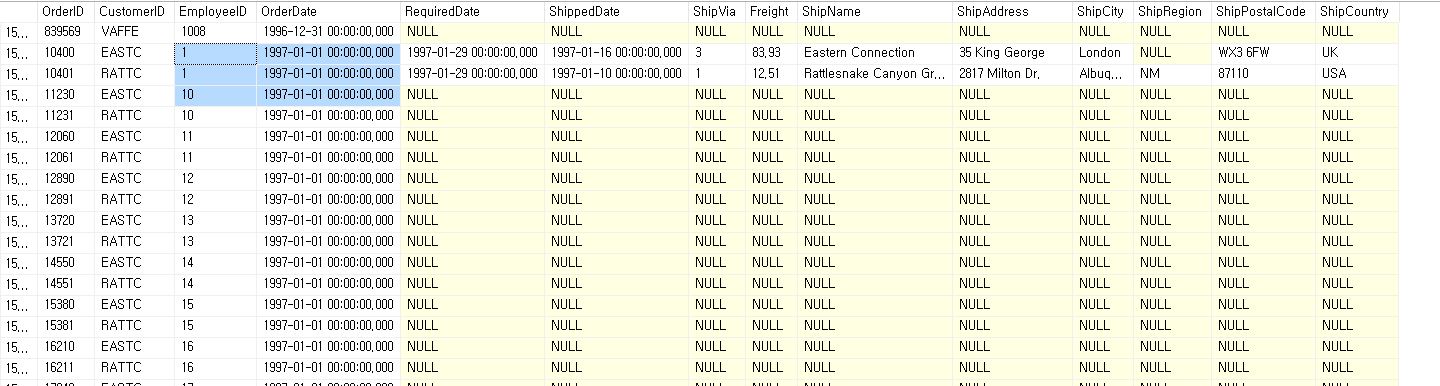 OrderID CustomerID EmployeeID OrderDate RequiredDate ShippedDate ShipVia Freight ShipName ShipAddress ShipCity ShipRegion ShipPostalCode ShipCountry
15... 839569 VAFFE 1008 1996-12-31 00:00:00,000 NULL NULL NULL NULL NULL NULL NULL NULL NULL NULL
15... 10400 EASTC 1 1997-01-01 00:00:00,000 1997-01-29 00:00:00,000 1997-01-16 00:00:00,000 3 83,93 Eastern Connection 35 King George London NULL WX3 6FW UK
15... 10401 RATTC 1 1997-01-01 00:00:00,000 1997-01-29 00:00:00,000 1997-01-10 00:00:00,000 1 12,51 Rattlesnake Canyon Gr... 2817 Milton Dr, Albuq... NM 87110 USA
15... 11230 EASTC 10 1997-01-01 00:00:00,000 NULL NULL NULL NULL NULL NULL NULL NULL NULL NULL
15... 11231 RATTC 10 1997-01-01 00:00:00,000 NULL NULL NULL NULL NULL NULL NULL NULL NULL NULL
15... 12060 EASTC 11 1997-01-01 00:00:00,000 NULL NULL NULL NULL NULL NULL NULL NULL NULL NULL
15... 12061 RATTC 11 1997-01-01 00:00:00,000 NULL NULL NULL NULL NULL NULL NULL NULL NULL NULL
15... 12890 EASTC 12 1997-01-01 00:00:00,000 NULL NULL NULL NULL NULL NULL NULL NULL NULL NULL
15... 12891 RATTC 12 1997-01-01 00:00:00,000 NULL NULL NULL NULL NULL NULL NULL NULL NULL NULL
15... 13720 EASTC 13 1997-01-01 00:00:00,000 NULL NULL NULL NULL NULL NULL NULL NULL NULL NULL
15... 13721 RATTC 13 1997-01-01 00:00:00,000 NULL NULL NULL NULL NULL NULL NULL NULL NULL NULL
15... 14550 EASTC 14 1997-01-01 00:00:00,000 NULL NULL NULL NULL NULL NULL NULL NULL NULL NULL
15... 14551 RATTC 14 1997-01-01 00:00:00,000 NULL NULL NULL NULL NULL NULL NULL NULL NULL NULL
15... 15380 EASTC 15 1997-01-01 00:00:00,000 NULL NULL NULL NULL NULL NULL NULL NULL NULL NULL
15... 15381 RATTC 15 1997-01-01 00:00:00,000 NULL NULL NULL NULL NULL NULL NULL NULL NULL NULL
15... 16210 EASTC 16 1997-01-01 00:00:00,000 NULL NULL NULL NULL NULL NULL NULL NULL NULL NULL
15... 16211 RATTC 16 1997-01-01 00:00:00,000 NULL NULL NULL NULL NULL NULL NULL NULL NULL NULL